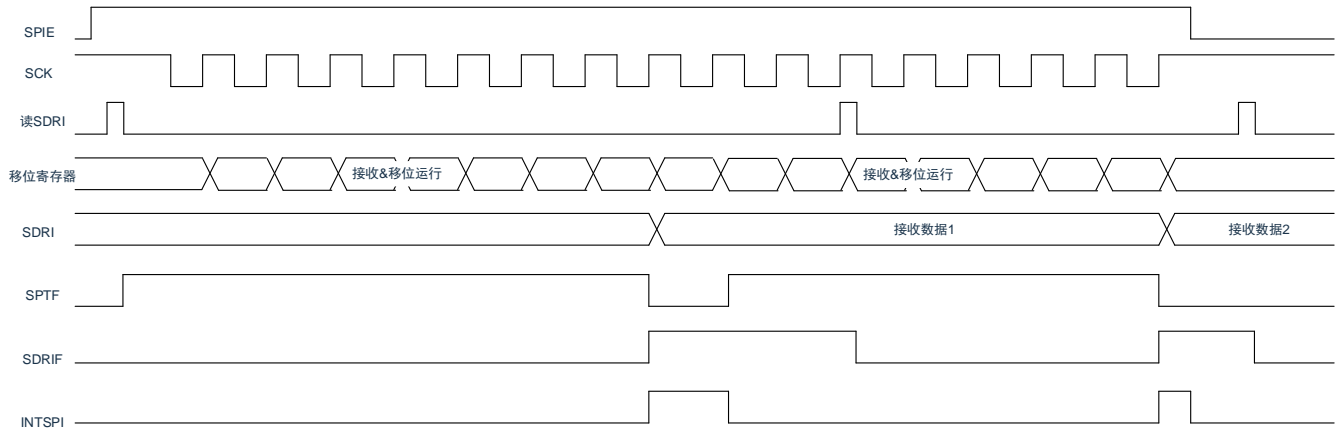 SPIE
SCK
读SDRI
移位寄存器 接收&移位运行 接收&移位运行
SDRI 接收数据1 接收数据2
SPTF
SDRIF
INTSPI